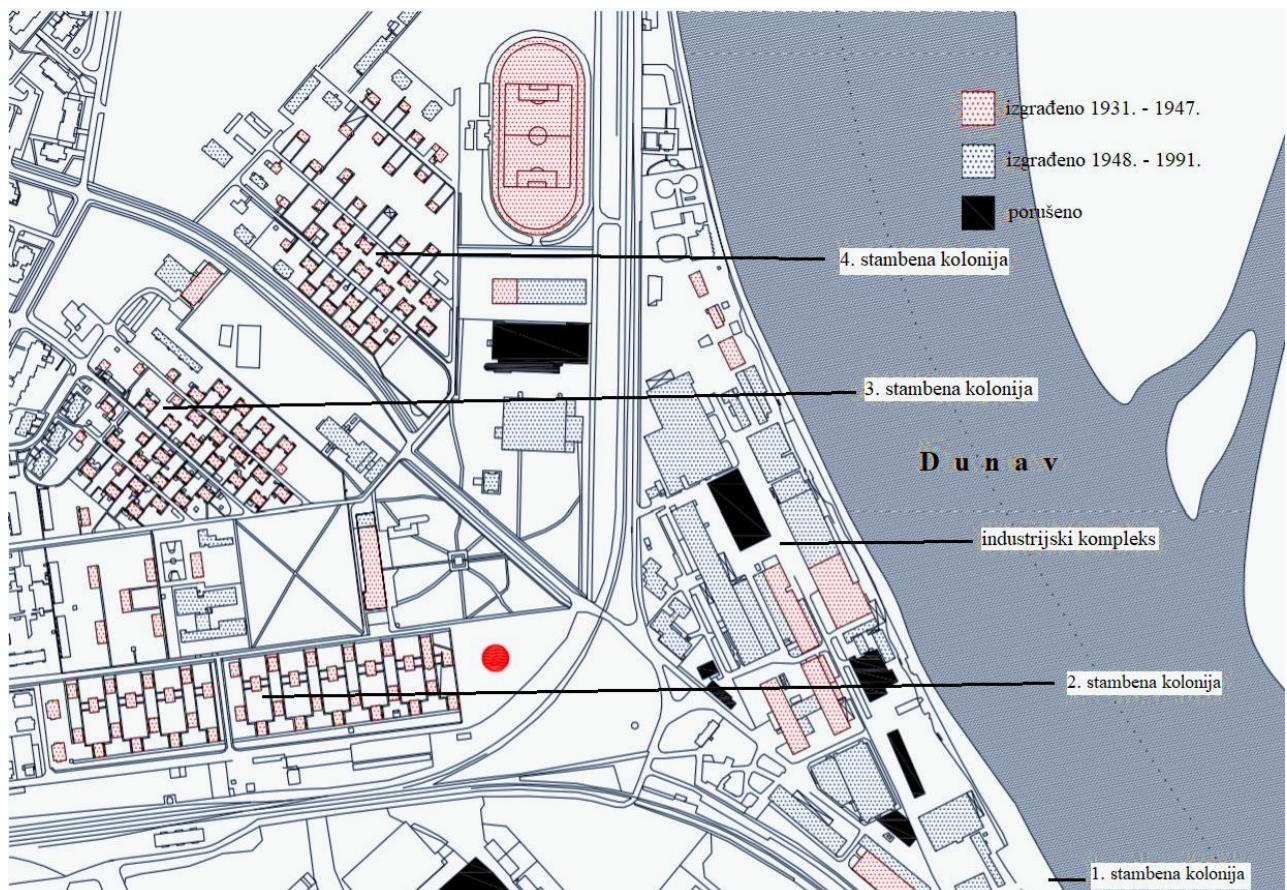 izgrađeno 1931. - 1947.
izgrađeno 1948. - 1991.
porušeno
4. stambena kolonija
3. stambena kolonija
Dunav
industrijski kompleks
2. stambena kolonija
1. stambena kolonija